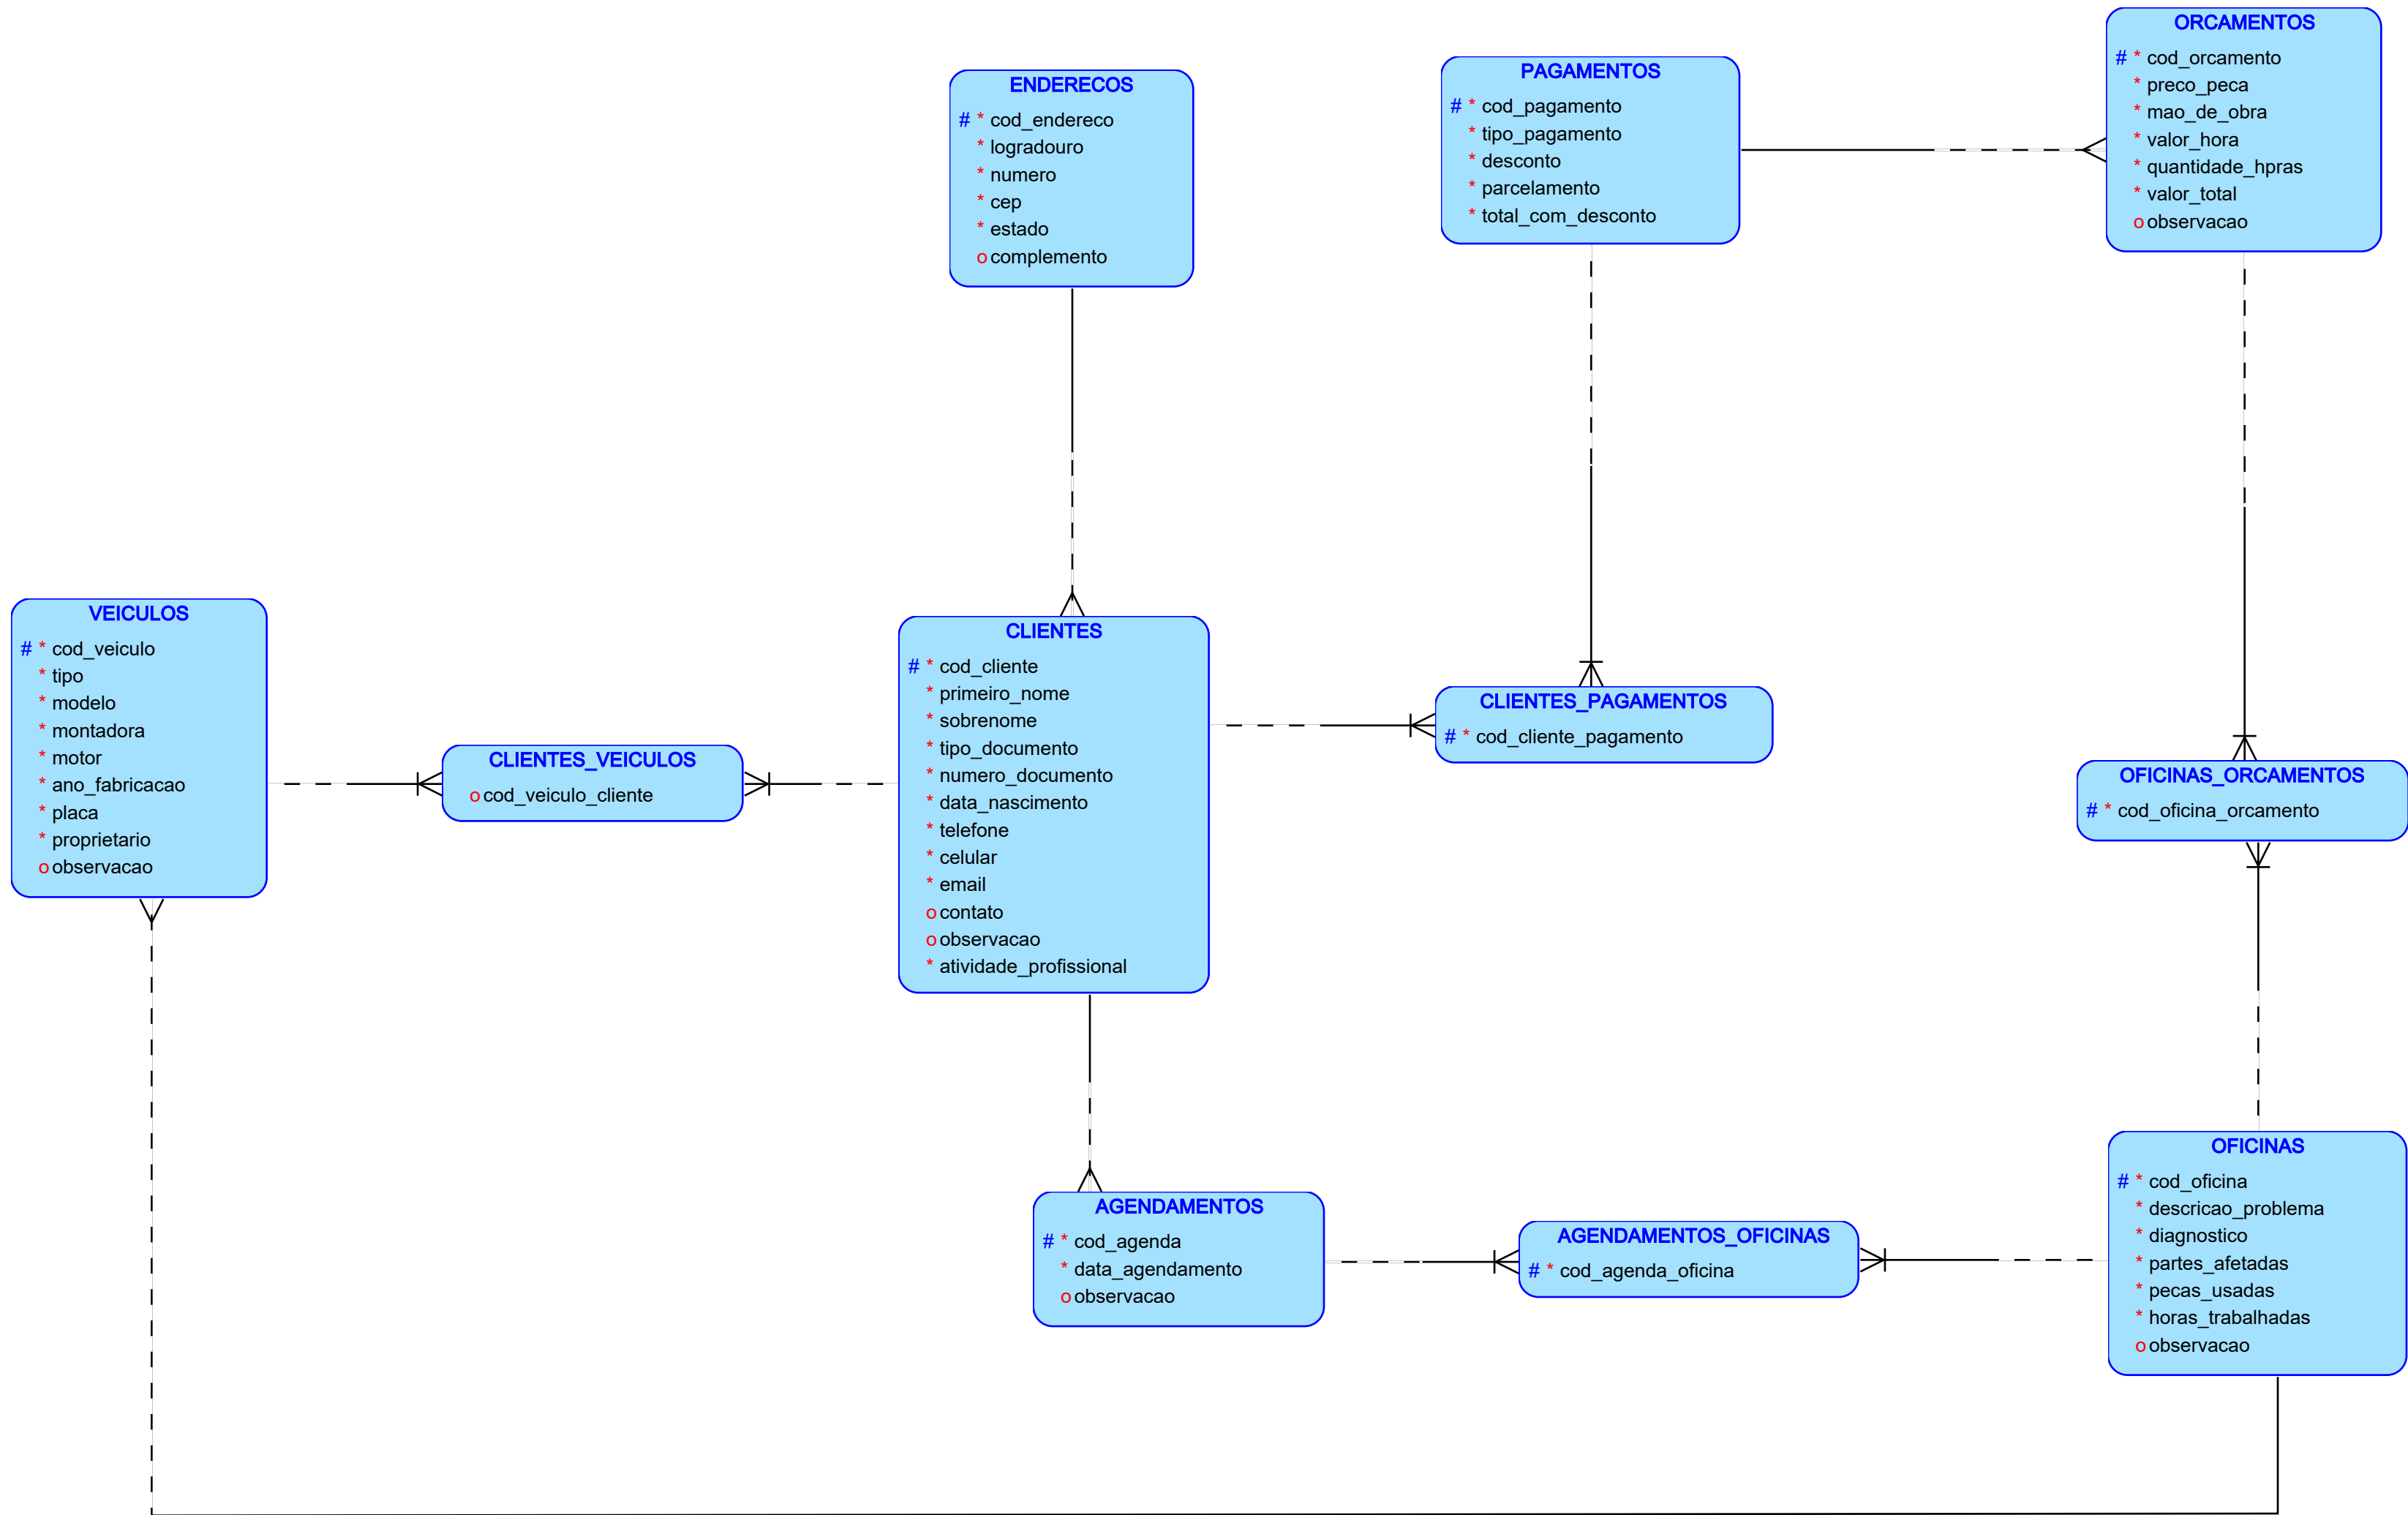 ORCAMENTOS
# * cod_orcamento
* preco_peca
* mao_de_obra
* valor_hora
* quantidade_hpras
* valor_total
o observacao
PAGAMENTOS
# * cod_pagamento
* tipo_pagamento
* desconto
* parcelamento
* total_com_desconto
ENDERECOS
# * cod_endereco
* logradouro
* numero
* cep
* estado
o complemento
VEICULOS
# * cod_veiculo
* tipo
* modelo
* montadora
* motor
* ano_fabricacao
* placa
* proprietario
o observacao
CLIENTES_VEICULOS
o cod_veiculo_cliente
CLIENTES
# * cod_cliente
* primeiro_nome
* sobrenome
* tipo_documento
* numero_documento
* data_nascimento
* telefone
* celular
* email
o contato
o observacao
* atividade_profissional
CLIENTES_PAGAMENTOS
# * cod_cliente_pagamento
OFICINAS_ORCAMENTOS
# * cod_oficina_orcamento
AGENDAMENTOS
# * cod_agenda
* data_agendamento
o observacao
AGENDAMENTOS_OFICINAS
# * cod_agenda_oficina
OFICINAS
# * cod_oficina
* descricao_problema
* diagnostico
* partes_afetadas
* pecas_usadas
* horas_trabalhadas
o observacao